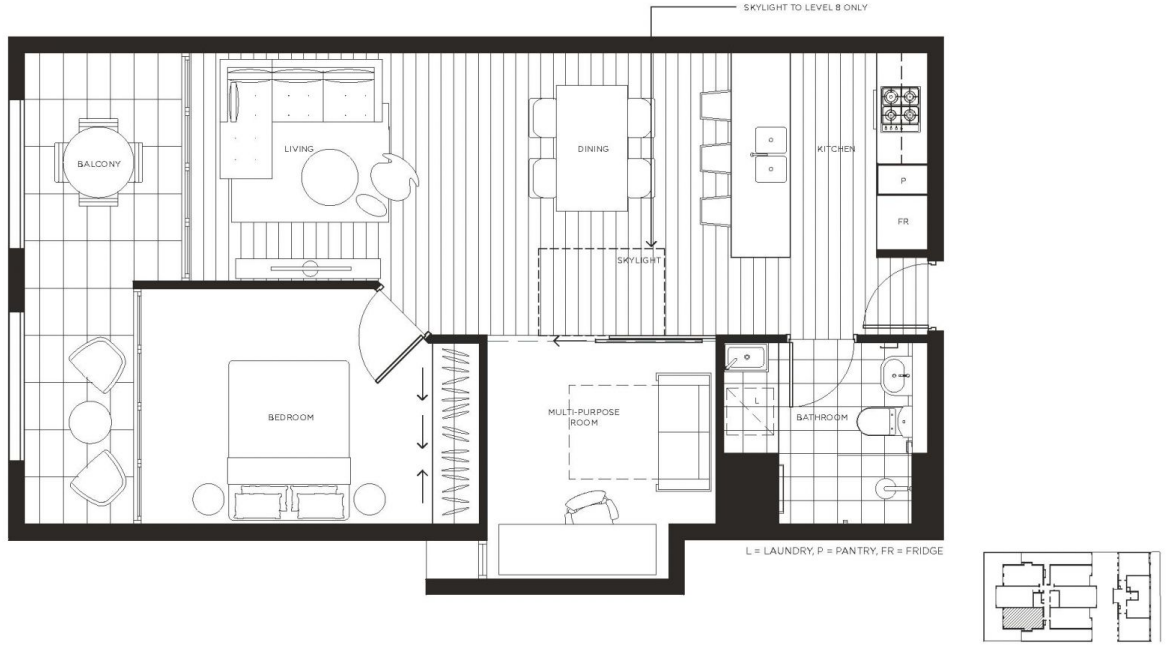 SKYLIGHT TO LEVEL 8 ONLY
LIVING
DINING
KITCHEN
BALCONY
P
FR
SKYLIGHT
L
BEDROOM
MULTI-PURPOSE
ROOM
BATHROOM
L = LAUNDRY, P = PANTRY, FR = FRIDGE